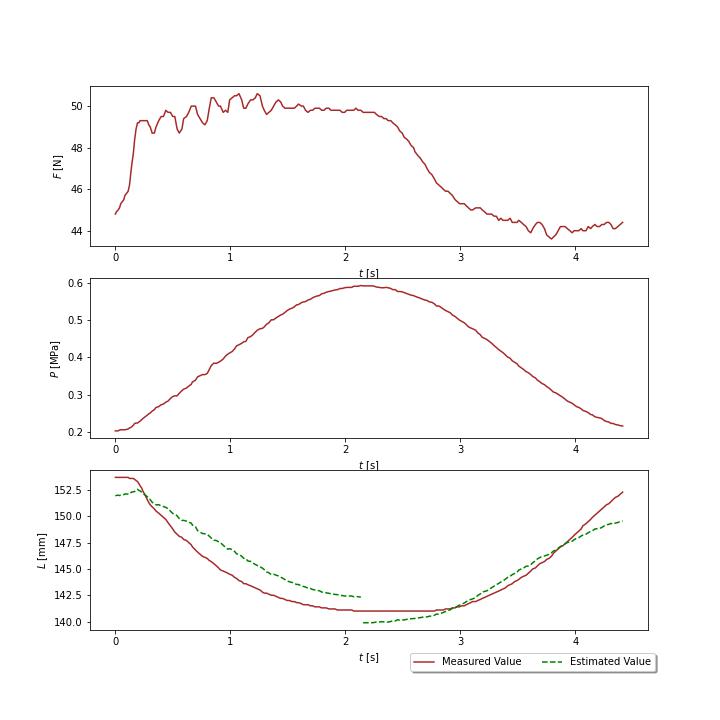 50
48
46
44
F [N]
0 1 2 3 4
t [s]
0.6
0.5
0.4
0.3
0.2
P [MPa]
0 1 2 3 4
t [s]
152.5
150.0
147.5
145.0
142.5
140.0
L [mm]
0 1 2 3 4
t [s]
Measured Value Estimated Value